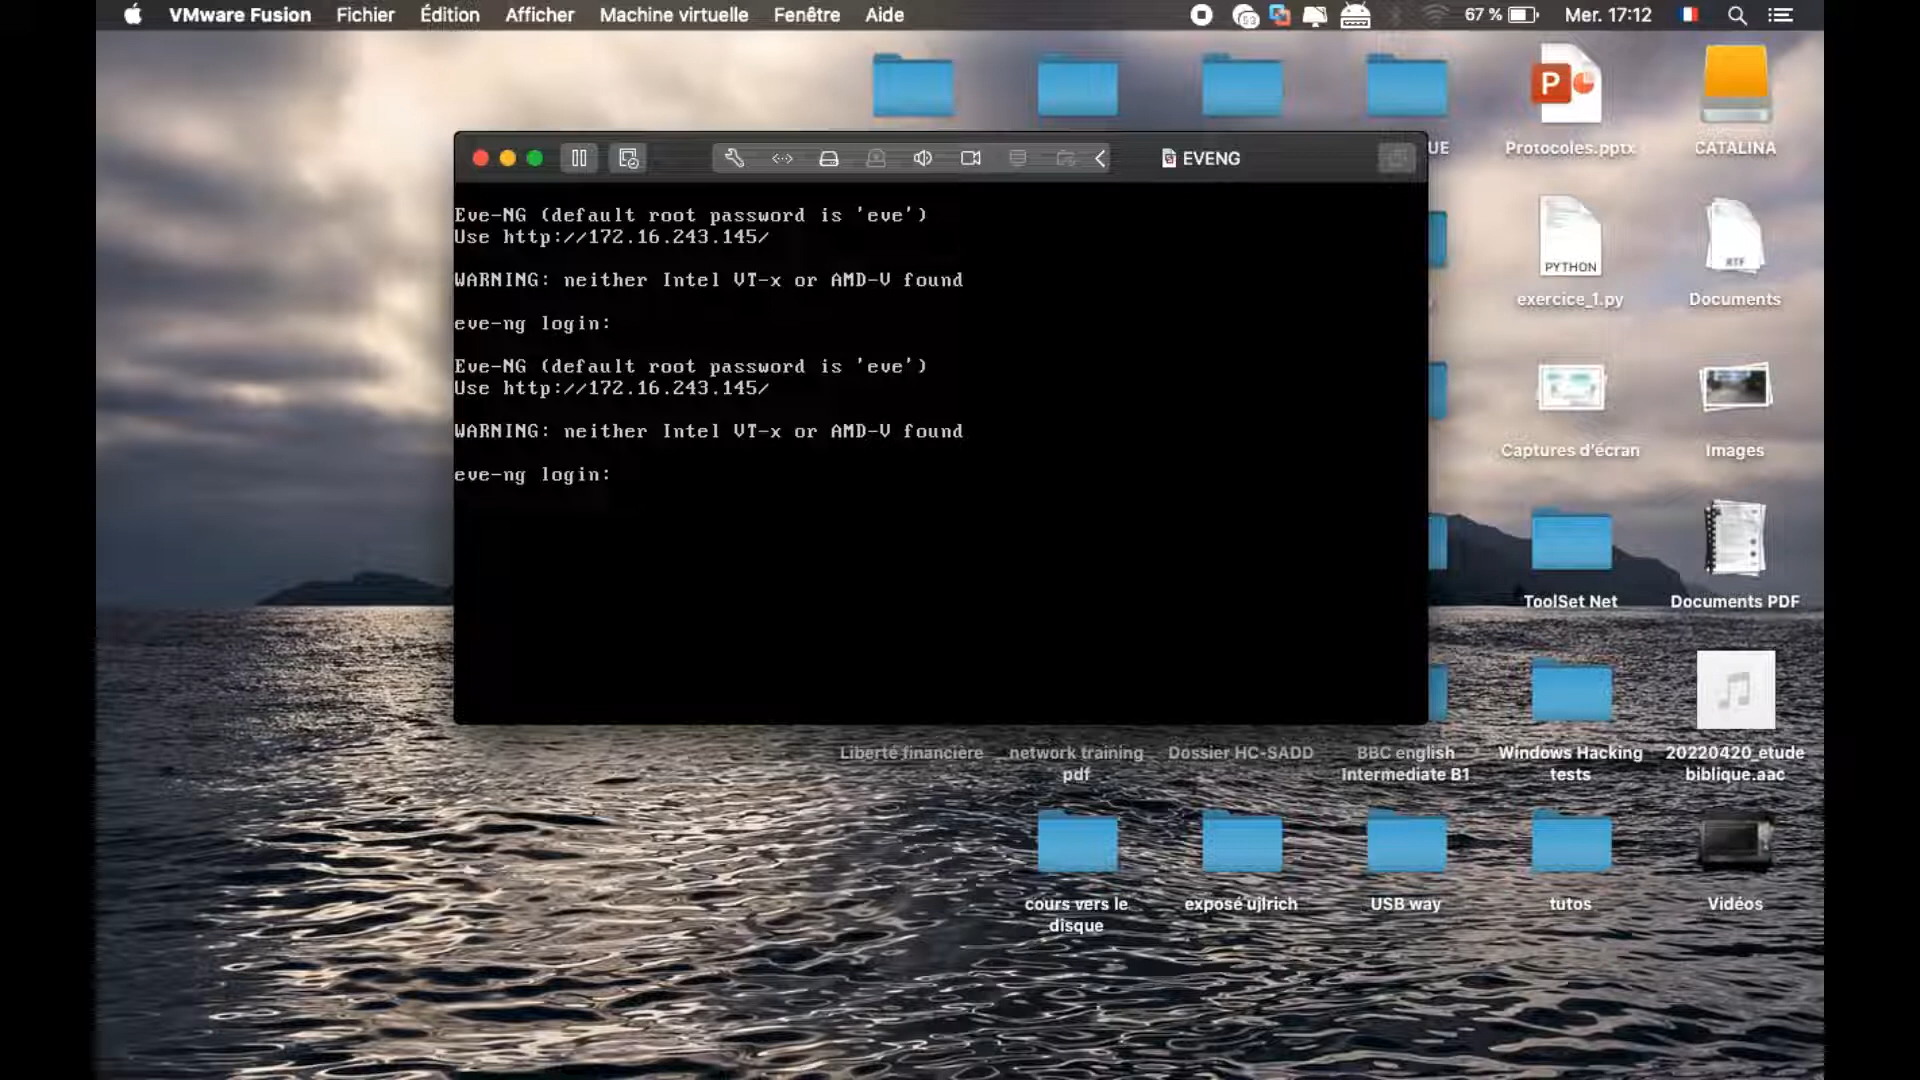 VMware Fusion Fichier Édition Afficher Machine virtuelle Fenêtre Aide 67 % Mer. 17:12
EVENG
Eve-NG (default root password is 'eve')
Use http://172.16.243.145/
WARNING: neither Intel VT-x or AMD-V found
eve-ng login:
Eve-NG (default root password is 'eve')
Use http://172.16.243.145/
WARNING: neither Intel VT-x or AMD-V found
eve-ng login:
UE
P
Protocoles.pptx
CATALINA
PYTHON
exercice_1.py
RTF
Documents
Captures d'écran
Images
ToolSet Net
Documents PDF
Liberté financière
network training
pdf
Dossier HC-SADD
BBC english
Intermediate B1
Windows Hacking
tests
20220420_etude
biblique.aac
cours vers le
disque
exposé ujlrich
USB way
tutos
Vidéos